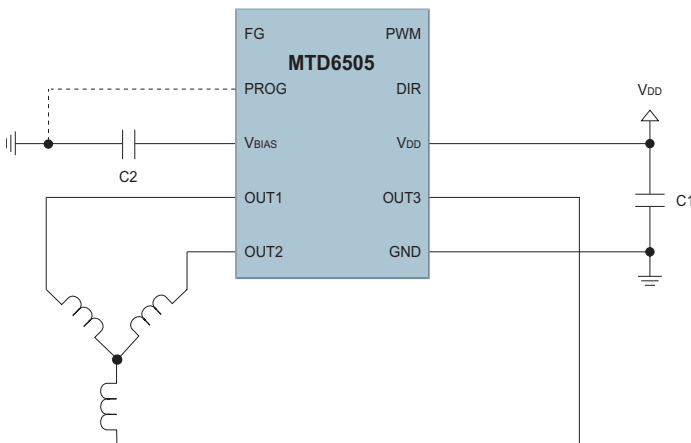 FG PWM
MTD6505
PROG DIR
VDD
VBIAS VDD
C2
OUT1 OUT3
C1
OUT2 GND